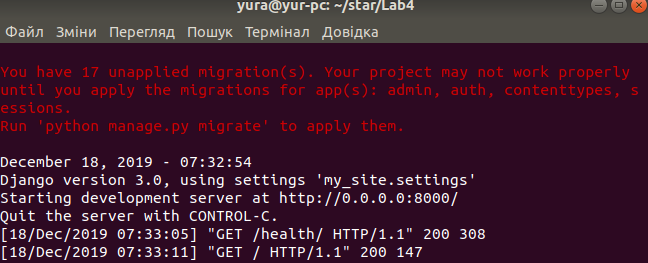 yura@yur-pc: ~/star/Lab4
Файл Зміни Перегляд Пошук Термінал Довідка
You have 17 unapplied migration(s). Your project may not work properly
until you apply the migrations for app(s): admin, auth, contenttypes, s
essions.
Run 'python manage.py migrate' to apply them.
December 18, 2019 - 07:32:54
Django version 3.0, using settings 'my_site.settings'
Starting development server at http://0.0.0.0:8000/
Quit the server with CONTROL-C.
[18/Dec/2019 07:33:05] "GET /health/ HTTP/1.1" 200 308
[18/Dec/2019 07:33:11] "GET / HTTP/1.1" 200 147